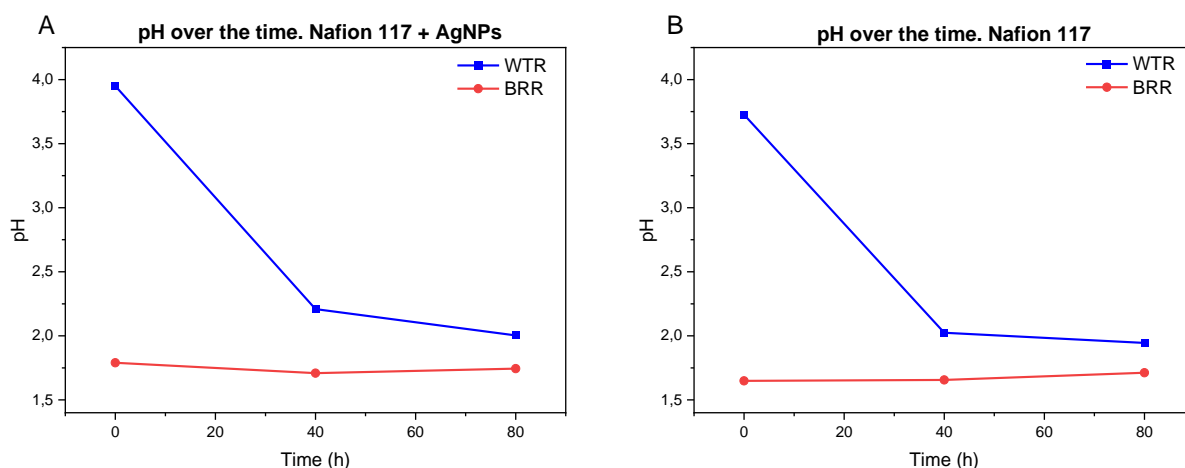 A
pH over the time. Nafion 117 + AgNPs
WTR
BRR
4,0
3,5
3,0
2,5
2,0
1,5
pH
0
20
40
60
80
Time (h)
B
pH over the time. Nafion 117
WTR
BRR
4,0
3,5
3,0
2,5
2,0
1,5
pH
0
20
40
60
80
Time (h)